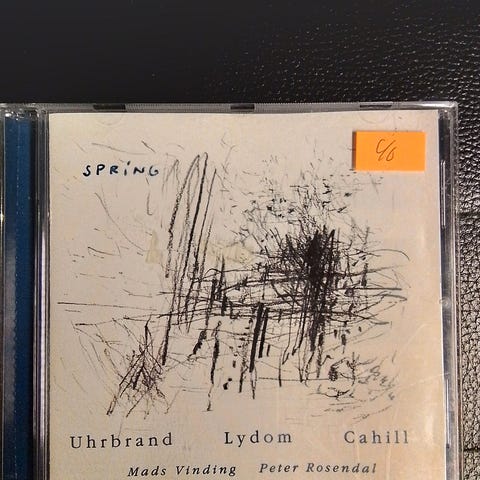 SPRiNG
Uhrbrand Lydom Cahill
Mads Vinding Peter Rosendal